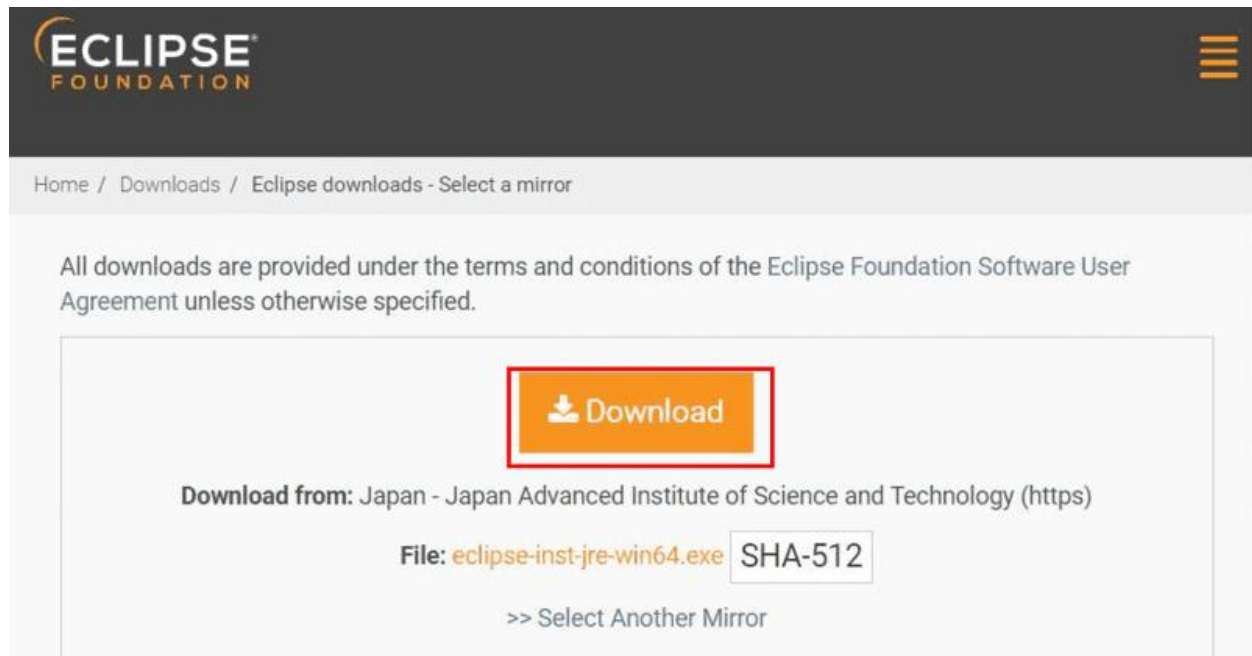 ECLIPSE®
FOUNDATION
Home / Downloads / Eclipse downloads - Select a mirror
All downloads are provided under the terms and conditions of the Eclipse Foundation Software User
Agreement unless otherwise specified.
Download
Download from: Japan - Japan Advanced Institute of Science and Technology (https)
File: eclipse-inst-jre-win64.exe SHA-512
>> Select Another Mirror